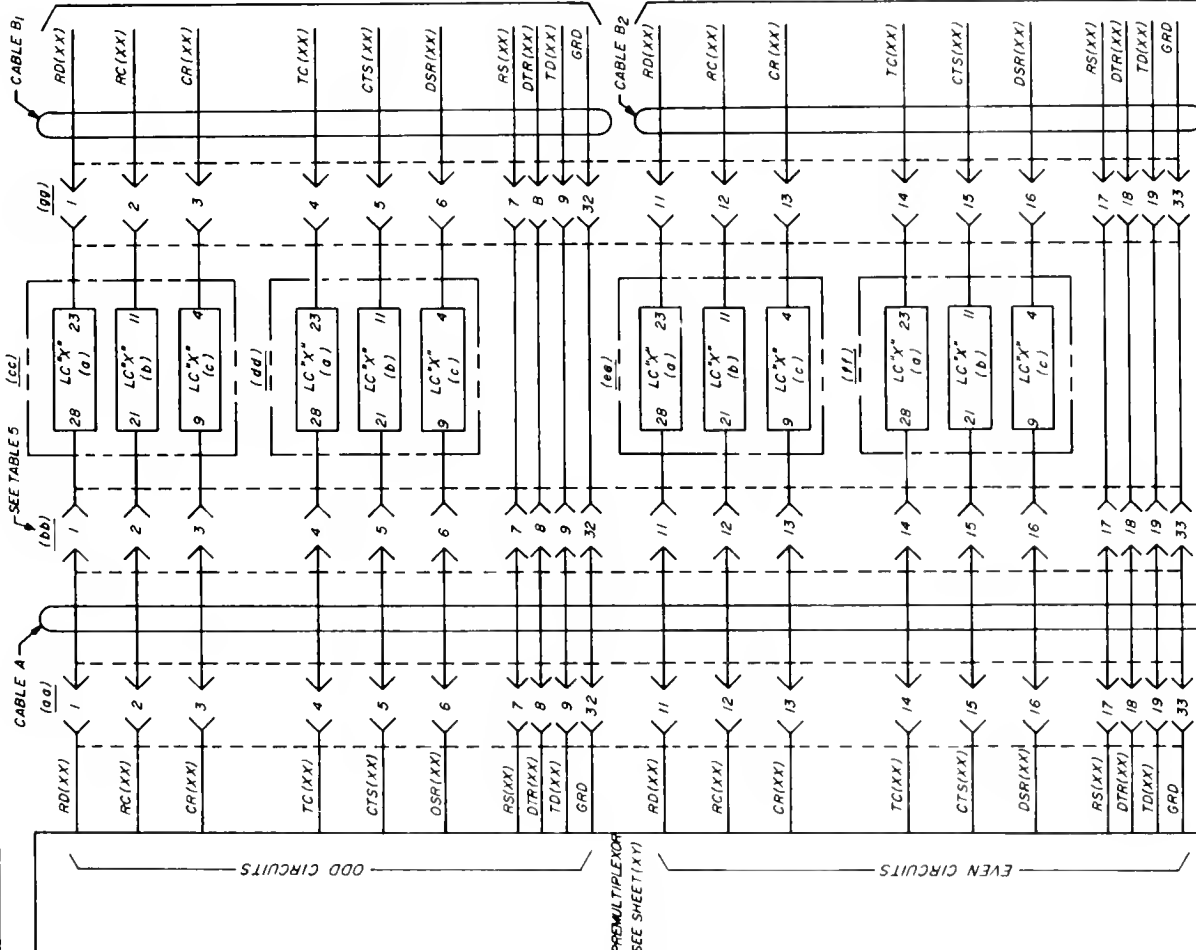 CABLE A
(aa)
SEE TABLE 5
(bb)
(cc)
(gg)
CABLE B1
RD(XX) 1 1 28 LC"X" (a) 23 1 RD(XX)
RC(XX) 2 2 21 LC"X" (b) 11 2 RC(XX)
CR(XX) 3 3 9 LC"X" (c) 4 3 CR(XX)
(dd)
TC(XX) 4 4 28 LC"X" (a) 23 4 TC(XX)
CTS(XX) 5 5 21 LC"X" (b) 11 5 CTS(XX)
DSR(XX) 6 6 9 LC"X" (c) 4 6 DSR(XX)
RS(XX) 7 7 7 RS(XX)
DTR(XX) 8 8 8 DTR(XX)
TD(XX) 9 9 9 TD(XX)
GRD 32 32 32 GRD
ODD CIRCUITS
PREMULTIPLEXOR
SEE SHEET(XY)
CABLE B2
(ee)
RD(XX) 11 11 28 LC"X" (a) 23 11 RD(XX)
RC(XX) 12 12 21 LC"X" (b) 11 12 RC(XX)
CR(XX) 13 13 9 LC"X" (c) 4 13 CR(XX)
(ff)
TC(XX) 14 14 28 LC"X" (a) 23 14 TC(XX)
CTS(XX) 15 15 21 LC"X" (b) 11 15 CTS(XX)
DSR(XX) 16 16 9 LC"X" (c) 4 16 DSR(XX)
RS(XX) 17 17 17 RS(XX)
DTR(XX) 18 18 18 DTR(XX)
TD(XX) 19 19 19 TD(XX)
GRD 33 33 33 GRD
EVEN CIRCUITS